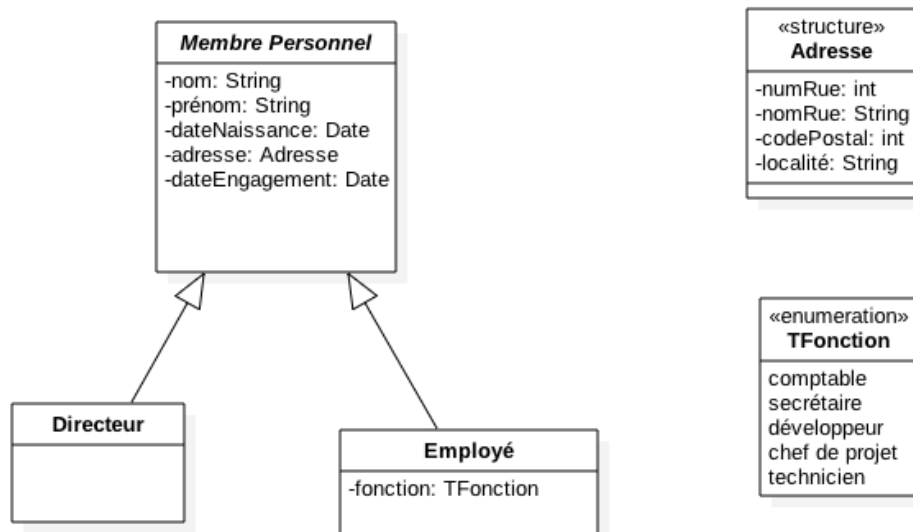 Membre Personnel
-nom: String
-prénom: String
-dateNaissance: Date
-adresse: Adresse
-dateEngagement: Date
«structure»
Adresse
-numRue: int
-nomRue: String
-codePostal: int
-localité: String
«enumeration»
TFonction
comptable
secrétaire
développeur
chef de projet
technicien
Directeur
Employé
-fonction: TFonction